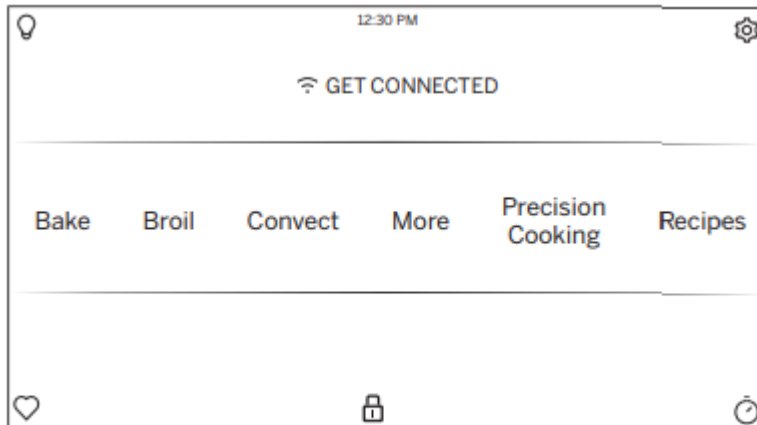 12:30 PM
GET CONNECTED
Bake Broil Convect More Precision Cooking Recipes